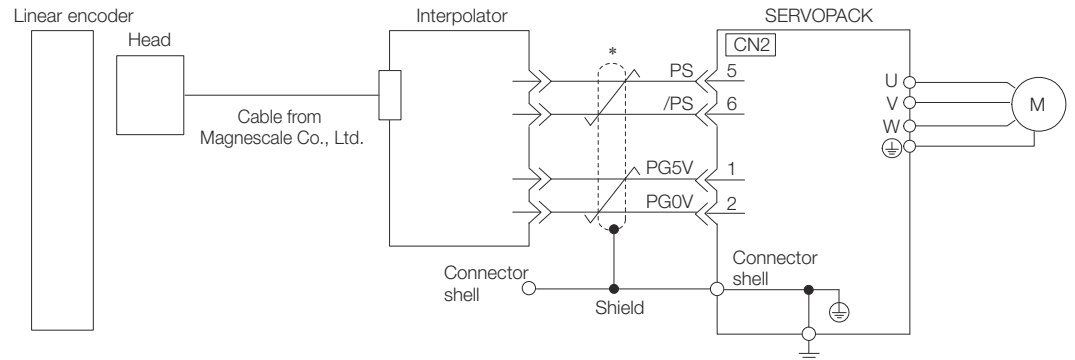 Linear encoder
Head
Cable from
Magnescale Co., Ltd.
Interpolator
*
SERVOPACK
CN2
PS 5
/PS 6
PG5V 1
PG0V 2
Connector
shell
Shield
Connector
shell
U
V
W
M